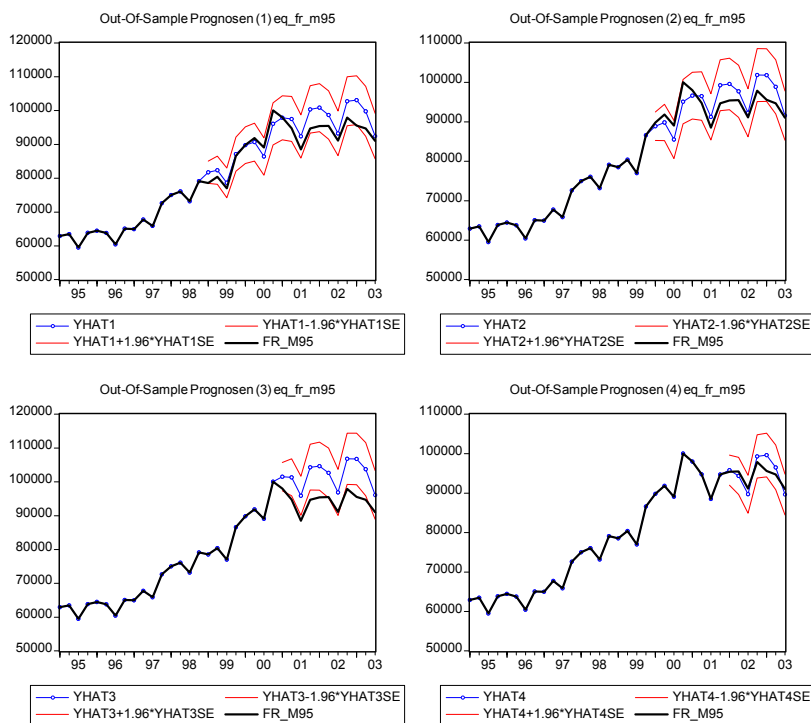 Out-Of-Sample Prognosen (1) eq_fr_m95
120000
110000
100000
90000
80000
70000
60000
50000
95 96 97 98 99 00 01 02 03
YHAT1 YHAT1-1.96*YHAT1SE
YHAT1+1.96*YHAT1SE FR_M95
Out-Of-Sample Prognosen (2) eq_fr_m95
110000
100000
90000
80000
70000
60000
50000
95 96 97 98 99 00 01 02 03
YHAT2 YHAT2-1.96*YHAT2SE
YHAT2+1.96*YHAT2SE FR_M95
Out-Of-Sample Prognosen (3) eq_fr_m95
120000
110000
100000
90000
80000
70000
60000
50000
95 96 97 98 99 00 01 02 03
YHAT3 YHAT3-1.96*YHAT3SE
YHAT3+1.96*YHAT3SE FR_M95
Out-Of-Sample Prognosen (4) eq_fr_m95
110000
100000
90000
80000
70000
60000
50000
95 96 97 98 99 00 01 02 03
YHAT4 YHAT4-1.96*YHAT4SE
YHAT4+1.96*YHAT4SE FR_M95